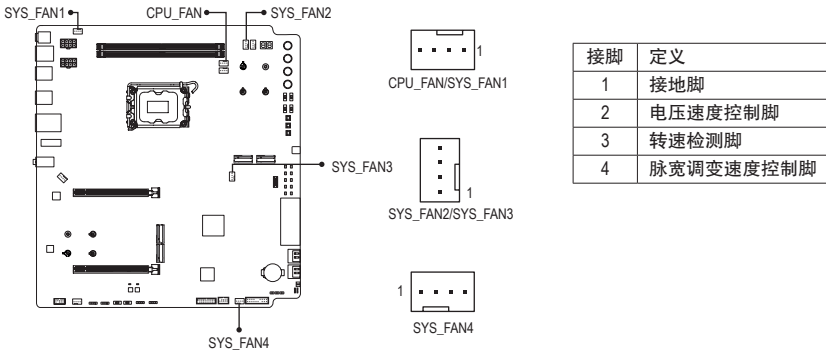 SYS_FAN1
CPU_FAN
SYS_FAN2
1
CPU_FAN/SYS_FAN1
SYS_FAN3
1
SYS_FAN2/SYS_FAN3
1
SYS_FAN4
SYS_FAN4
接脚 定义
1 接地脚
2 电压速度控制脚
3 转速检测脚
4 脉宽调变速度控制脚